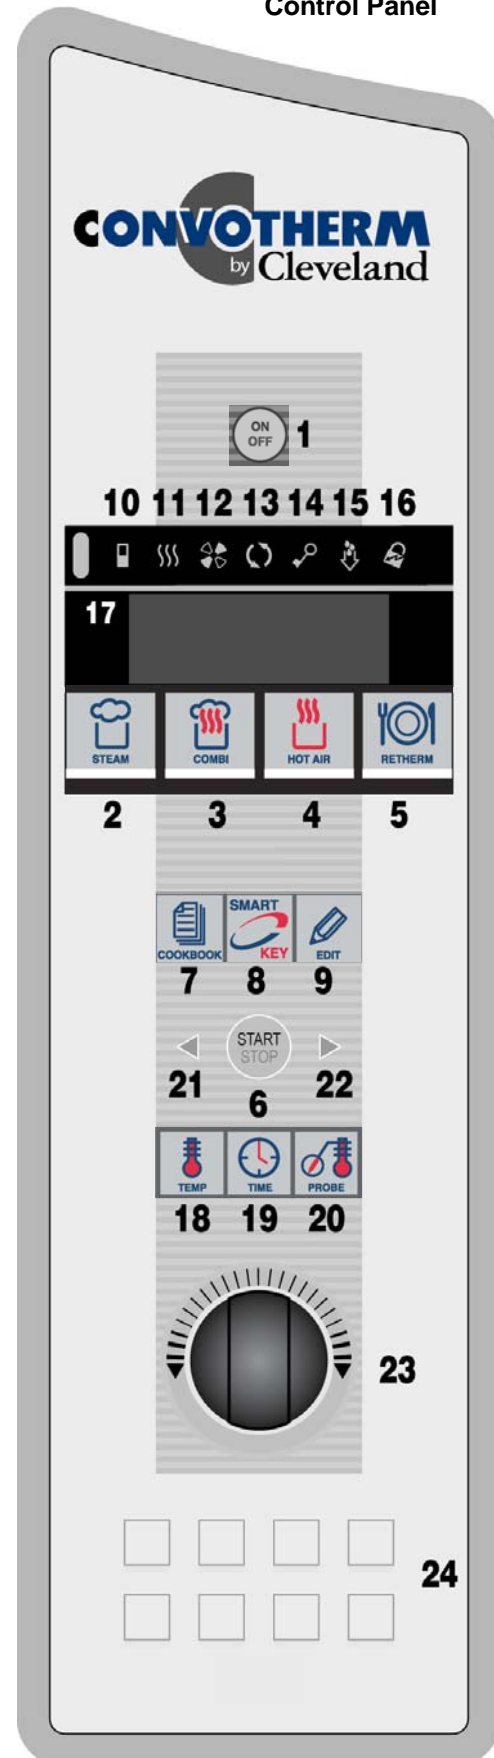 Control Panel
CONVOTHERM
by Cleveland
ON
OFF
1
10 11 12 13 14 15 16
17
STEAM COMBI HOT AIR RETHERM
2 3 4 5
COOKBOOK SMART KEY EDIT
7 8 9
START
STOP
21 6 22
TEMP TIME PROBE
18 19 20
23
24